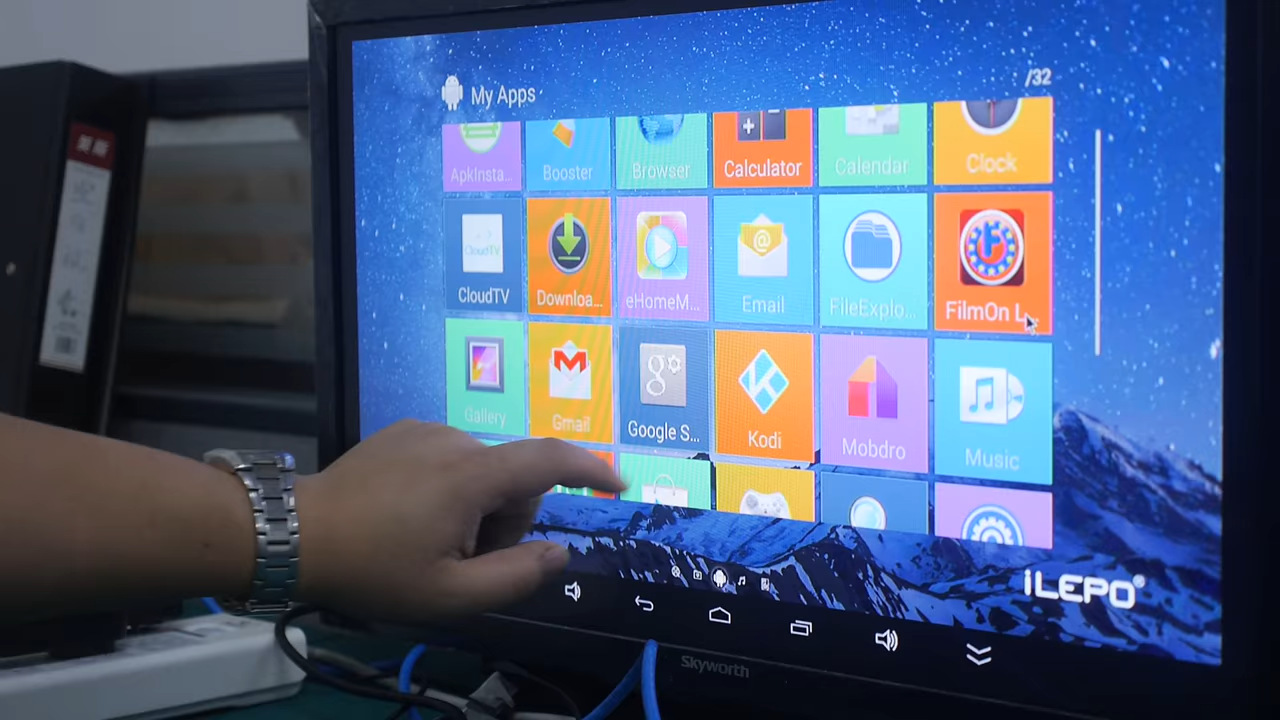 My Apps
/32
ApkInsta...
Booster
Browser
Calculator
Calendar
Clock
CloudTV
CloudTV
Downloa...
eHomeM...
@
Email
FileExplo...
FilmOn L...
Gallery
Gmail
Google S...
Kodi
Mobdro
Music
iLEPO®
Skyworth